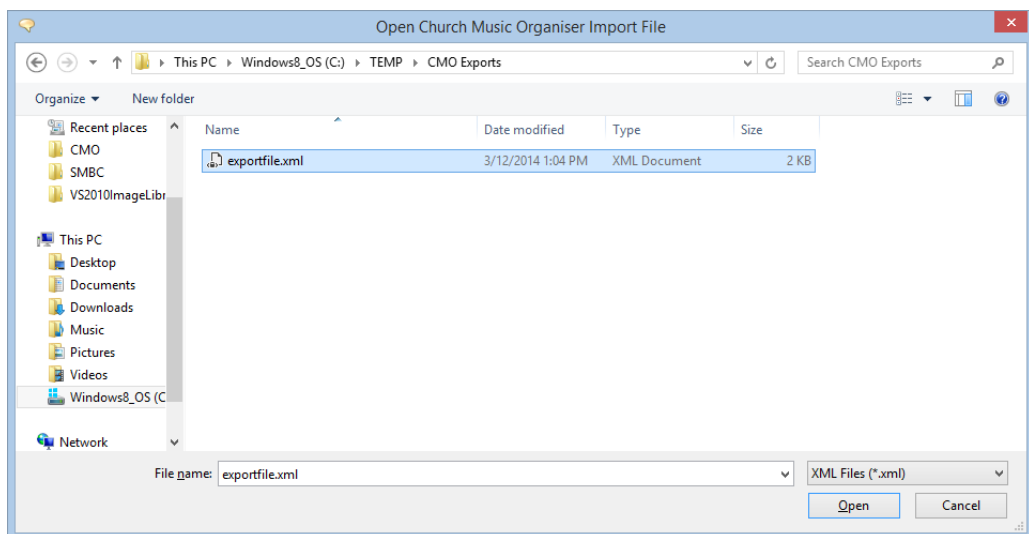 Open Church Music Organiser Import File
This PC Windows8_OS (C:) TEMP CMO Exports
Search CMO Exports
Organize New folder
Recent places
CMO
SMBC
VS2010ImageLibr
This PC
Desktop
Documents
Downloads
Music
Pictures
Videos
Windows8_OS (C
Network
Name Date modified Type Size
exportfile.xml 3/12/2014 1:04 PM XML Document 2 KB
File name: exportfile.xml XML Files (*.xml)
Open Cancel